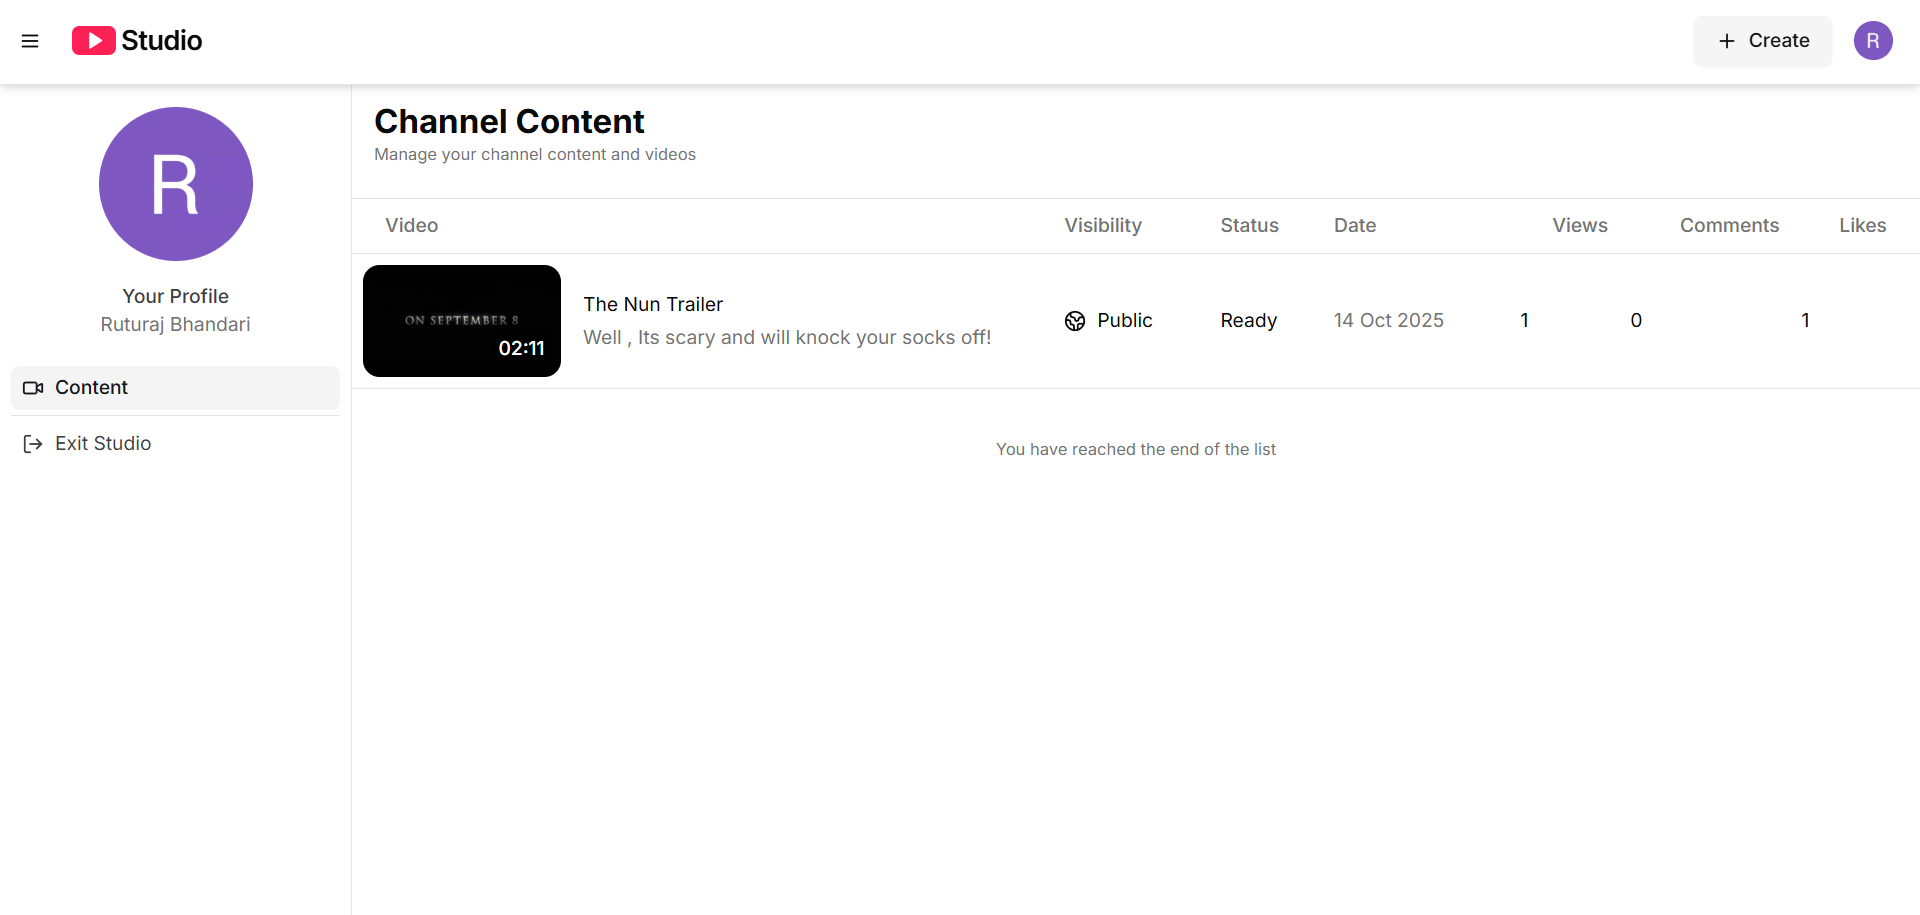 Studio
Create
R
R
Your Profile
Ruturaj Bhandari
Content
Exit Studio
Channel Content
Manage your channel content and videos
Video Visibility Status Date Views Comments Likes
ON SEPTEMBER 8
02:11
The Nun Trailer
Well , Its scary and will knock your socks off!
Public Ready 14 Oct 2025 1 0 1
You have reached the end of the list